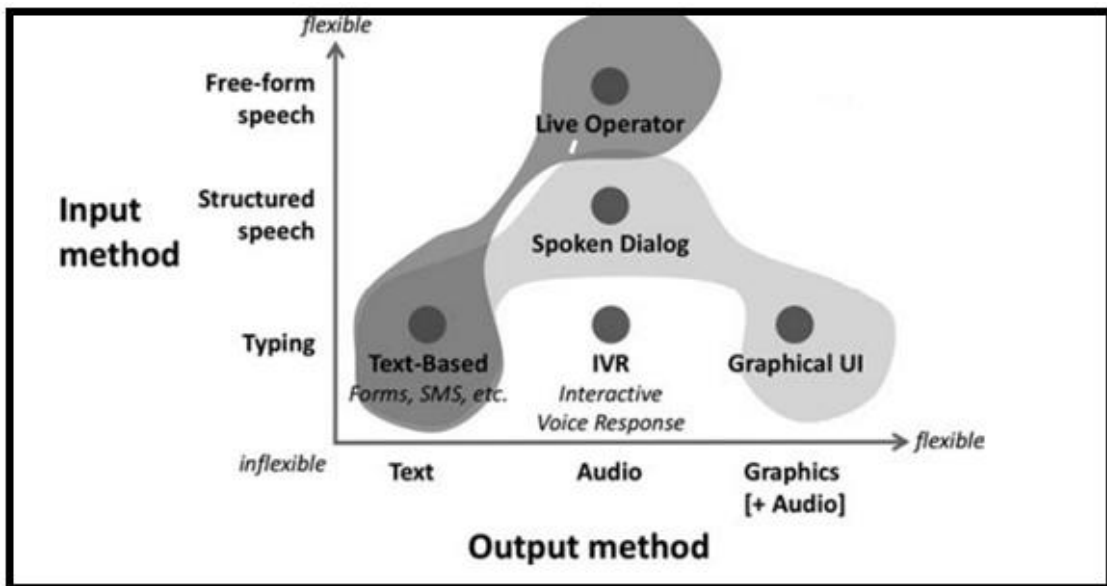 flexible
Free-form
speech
Live Operator
Structured
speech
Input
method
Spoken Dialog
Typing
Text-Based
Forms, SMS, etc.
IVR
Interactive
Voice Response
Graphical UI
inflexible
flexible
Text
Audio
Graphics
[+ Audio]
Output method